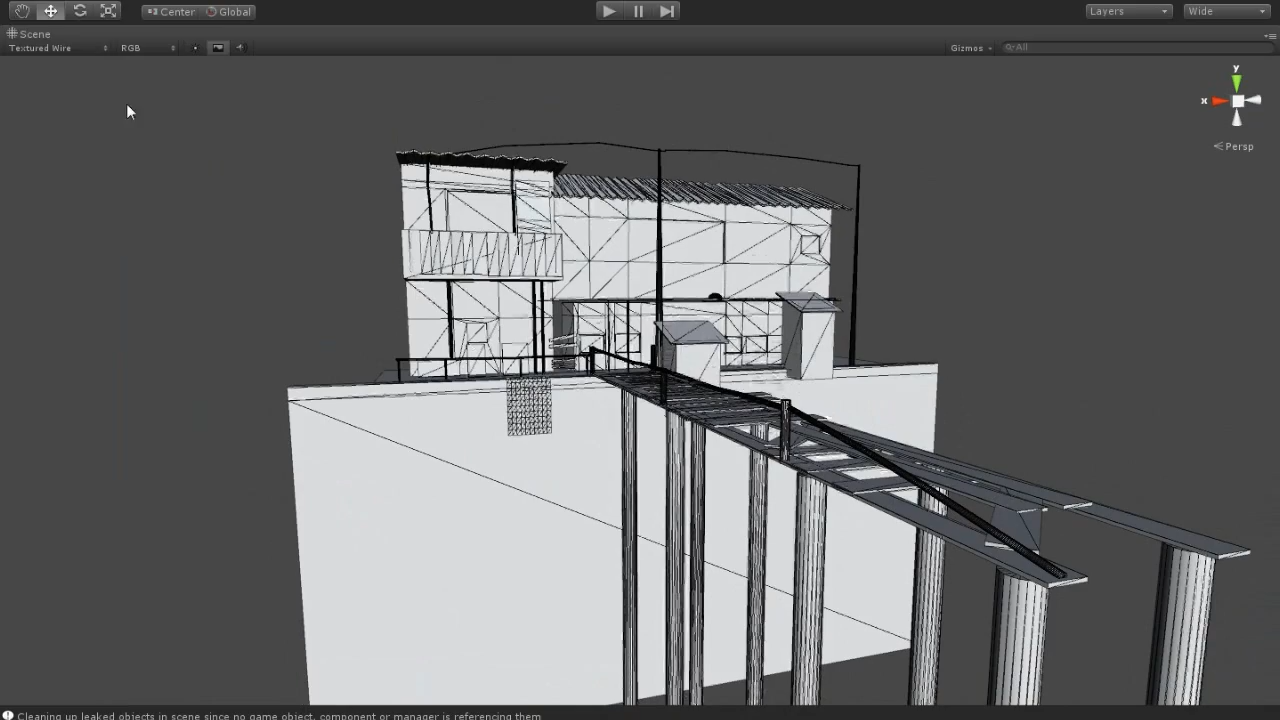 Center Global Layers Wide
Scene
Textured Wire RGB Gizmos All
y
x
Persp
Cleaning up leaked objects in scene since no game object, component or manager is referencing them